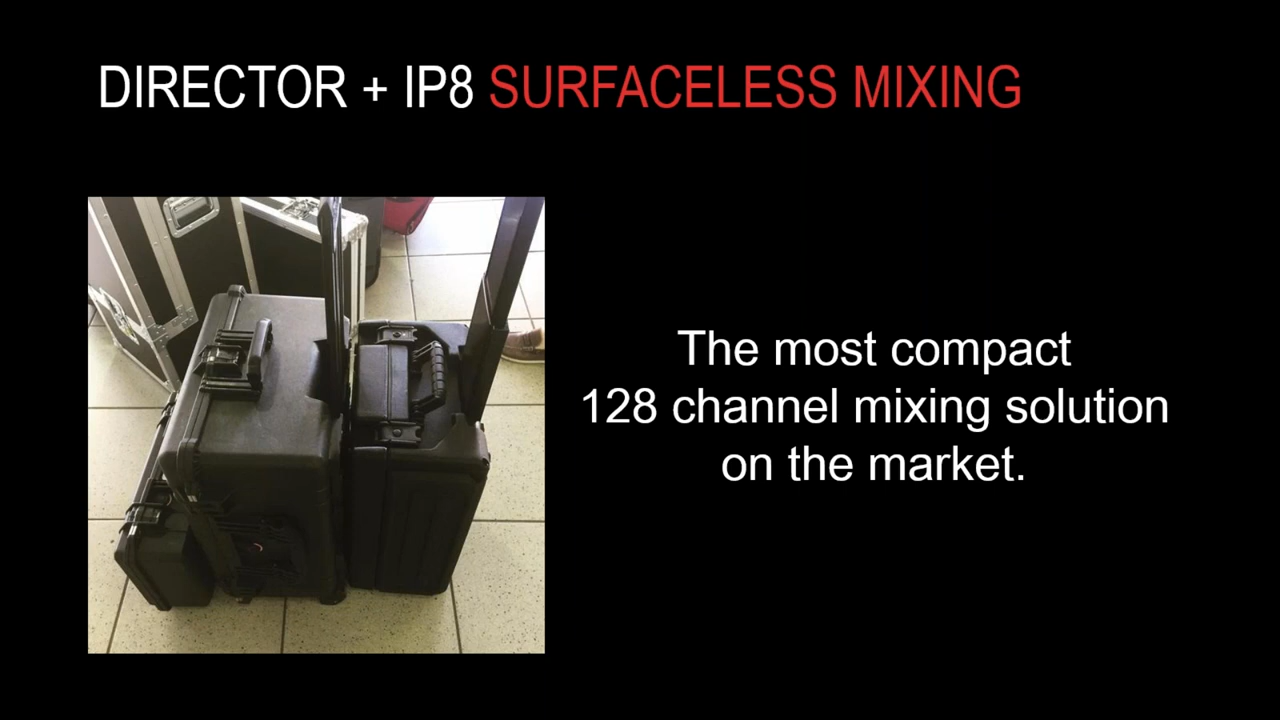 DIRECTOR + IP8 SURFACELESS MIXING
The most compact
128 channel mixing solution
on the market.